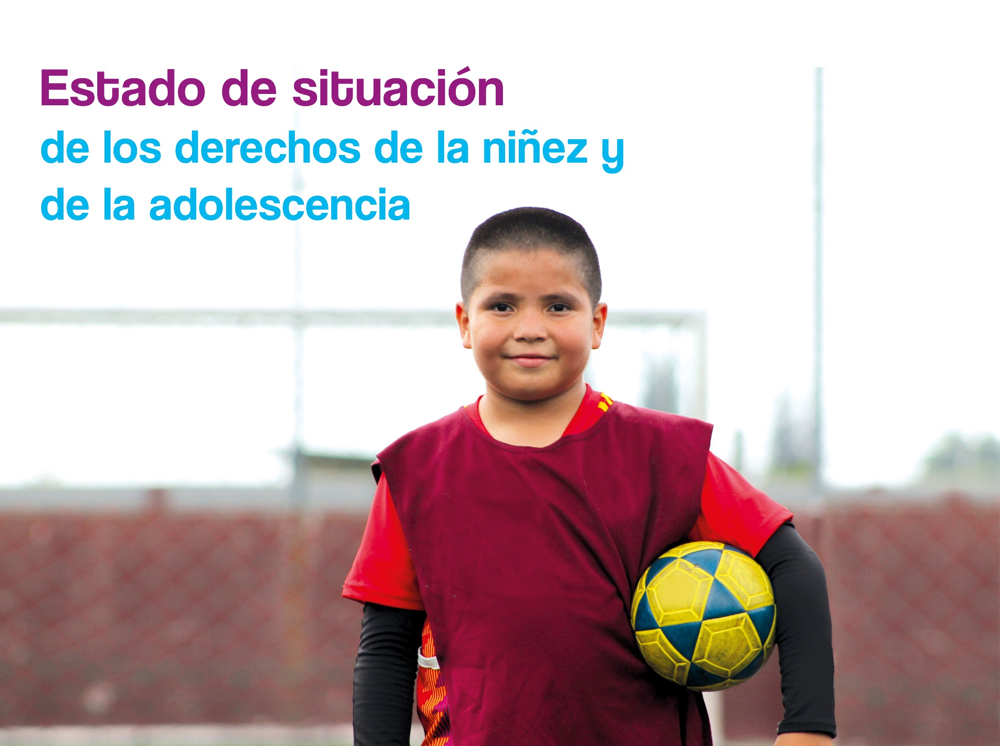 Estado de situación
de los derechos de la niñez y
de la adolescencia